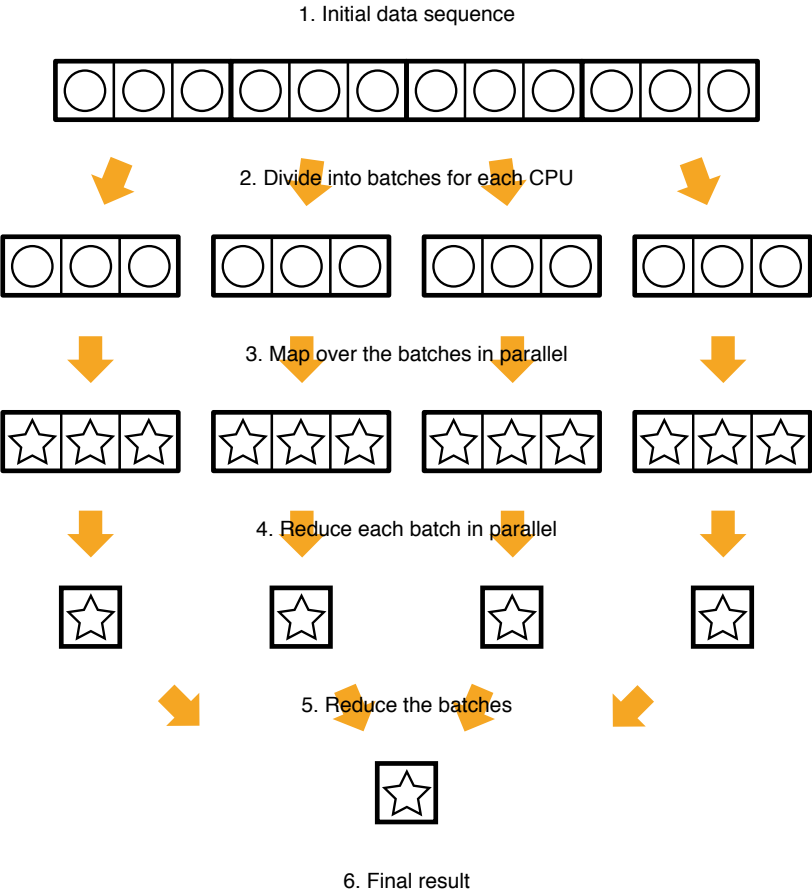 1. Initial data sequence
2. Divide into batches for each CPU
3. Map over the batches in parallel
4. Reduce each batch in parallel
5. Reduce the batches
6. Final result